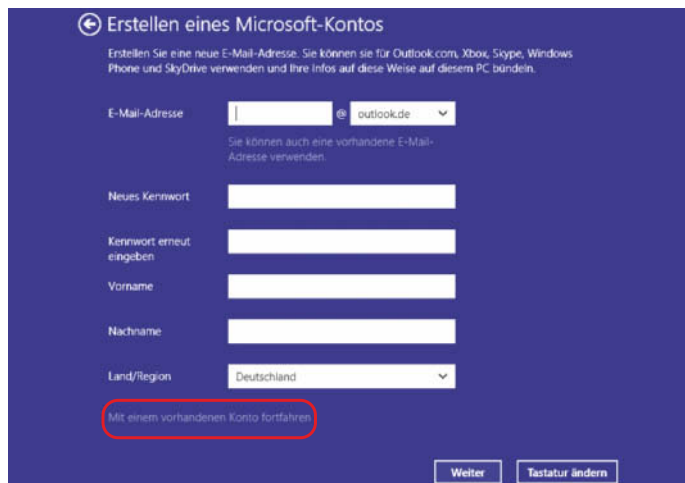 Erstellen eines Microsoft-Kontos
Erstellen Sie eine neue E-Mail-Adresse. Sie können sie für Outlook.com, Xbox, Skype, Windows
Phone und SkyDrive verwenden und Ihre Infos auf diese Weise auf diesem PC bündeln.
E-Mail-Adresse @ outlook.de
Sie können auch eine vorhandene E-Mail-
Adresse verwenden.
Neues Kennwort
Kennwort erneut
eingeben
Vorname
Nachname
Land/Region Deutschland
Mit einem vorhandenen Konto fortfahren
Weiter Tastatur ändern